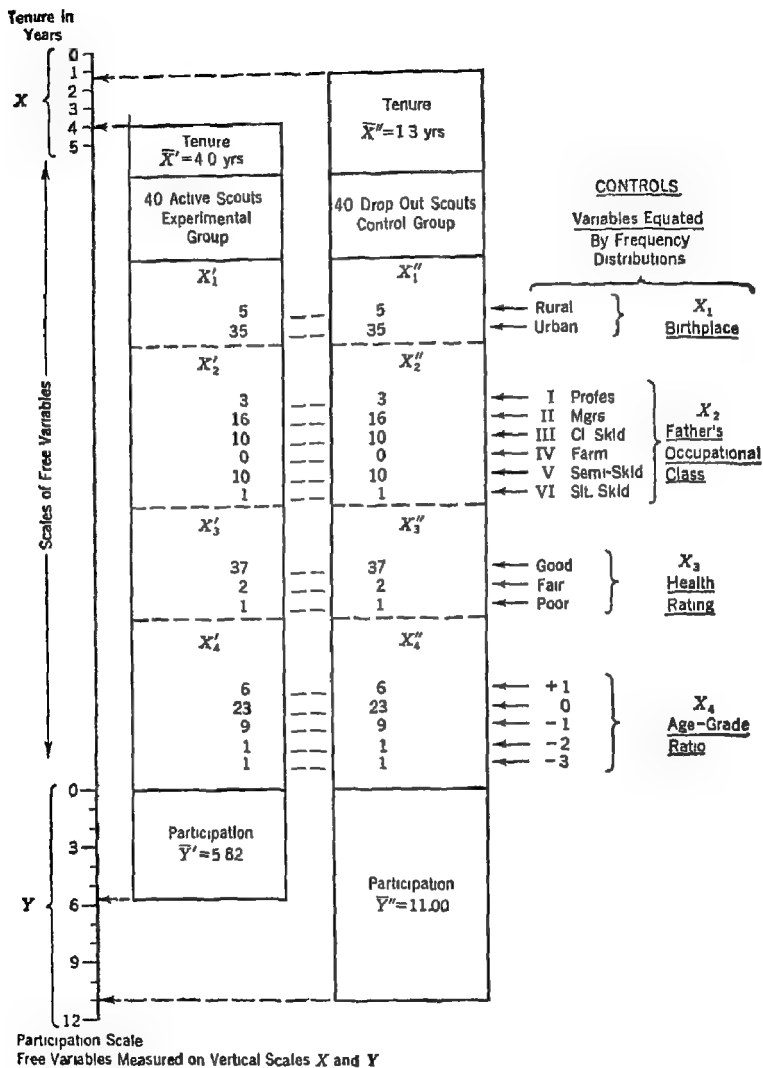 Tenure in
Years
0
1
2
3
4
5
X
Tenure
X̅′=4 0 yrs
Tenure
X̅″=1 3 yrs
40 Active Scouts
Experimental
Group
40 Drop Out Scouts
Control Group
CONTROLS
Variables Equated
By Frequency
Distributions
Scales of Free Variables
X′₁ X″₁
5 5 Rural
35 35 Urban
X₁
Birthplace
X′₂ X″₂
3 3 I Profes
16 16 II Mgrs
10 10 III Cl Skld
0 0 IV Farm
10 10 V Semi-Skld
1 1 VI Slt. Skld
X₂
Father's
Occupational
Class
X′₃ X″₃
37 37 Good
2 2 Fair
1 1 Poor
X₃
Health
Rating
X′₄ X″₄
6 6 +1
23 23 0
9 9 −1
1 1 −2
1 1 −3
X₄
Age-Grade
Ratio
0
3
6
9
12
Y
Participation
Y̅′=5 82
Participation
Y̅″=11.00
Participation Scale
Free Variables Measured on Vertical Scales X and Y